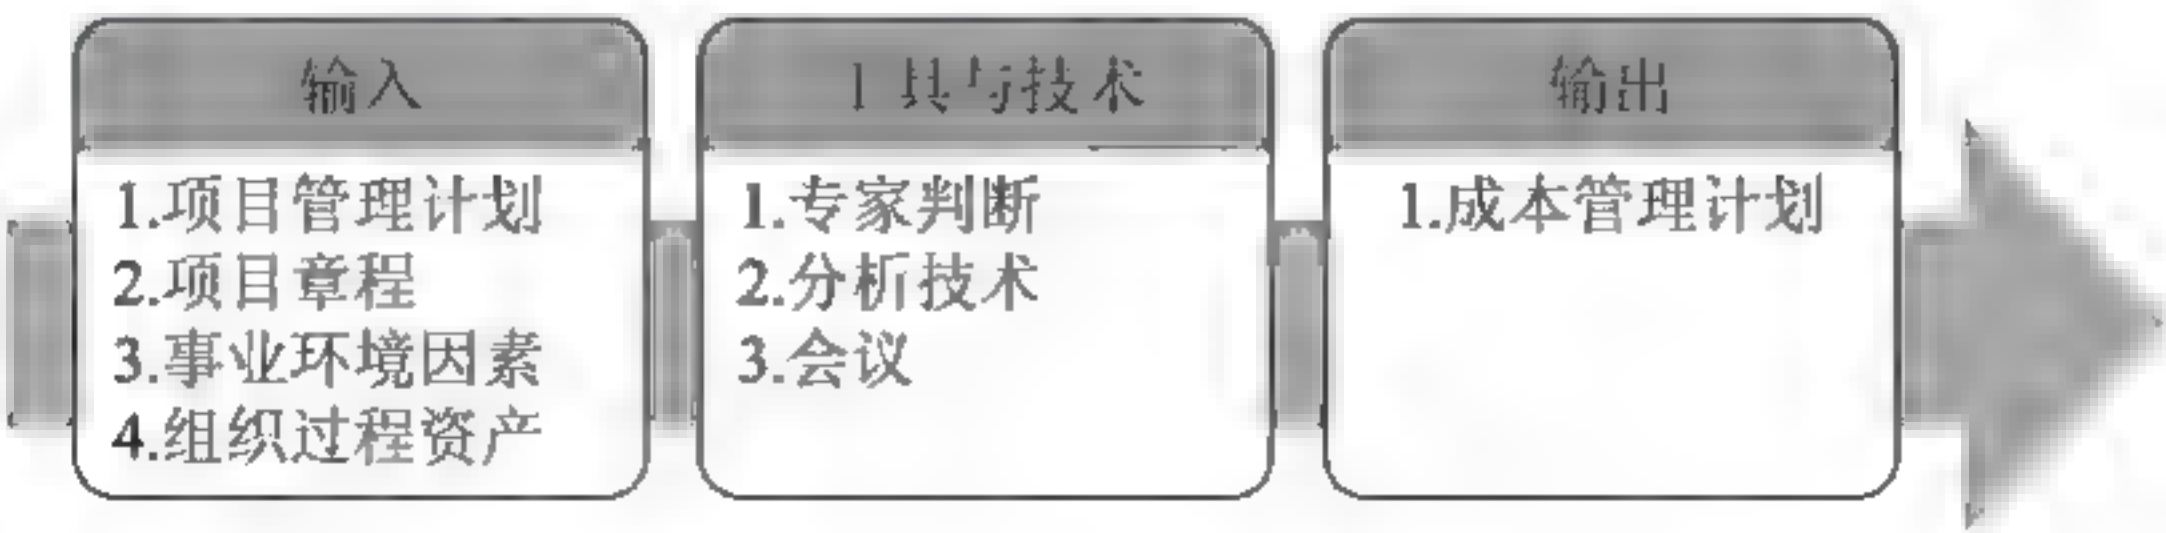 输入
1.项目管理计划
2.项目章程
3.事业环境因素
4.组织过程资产
工具与技术
1.专家判断
2.分析技术
3.会议
输出
1.成本管理计划